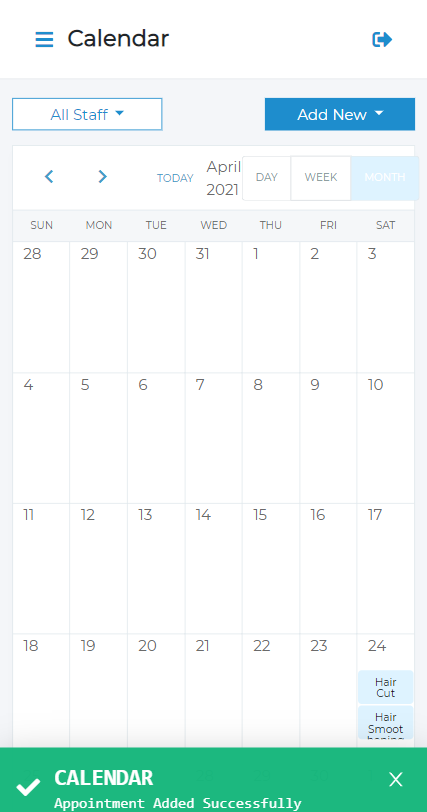 Calendar
All Staff Add New
TODAY April 2021 DAY WEEK MONTH
SUN MON TUE WED THU FRI SAT
28 29 30 31 1 2 3
4 5 6 7 8 9 10
11 12 13 14 15 16 17
18 19 20 21 22 23 24
Hair
Cut
Hair
Smoot
CALENDAR
Appointment Added Successfully